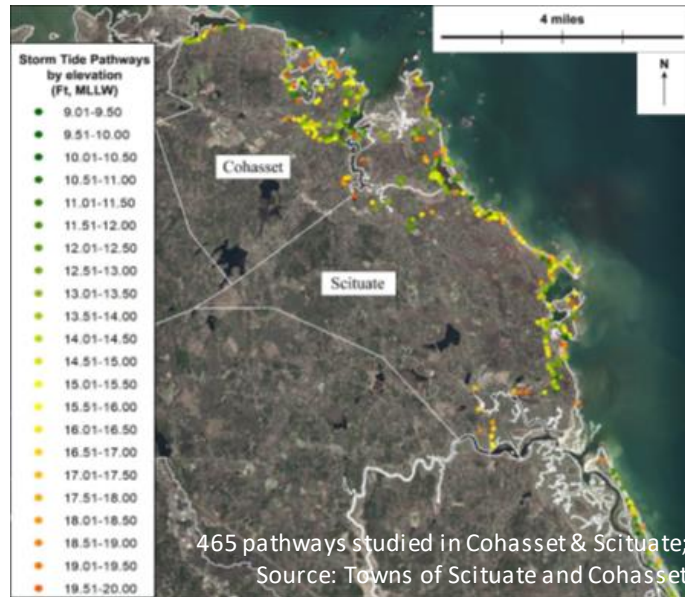 4 miles
N
Storm Tide Pathways
by elevation
(Ft, MLLW)
9.01-9.50
9.51-10.00
10.01-10.50
10.51-11.00
11.01-11.50
11.51-12.00
12.01-12.50
12.51-13.00
13.01-13.50
13.51-14.00
14.01-14.50
14.51-15.00
15.01-15.50
15.51-16.00
16.01-16.50
16.51-17.00
17.01-17.50
17.51-18.00
18.01-18.50
18.51-19.00
19.01-19.50
19.51-20.00
Cohasset
Scituate
465 pathways studied in Cohasset & Scituate;
Source: Towns of Scituate and Cohasset